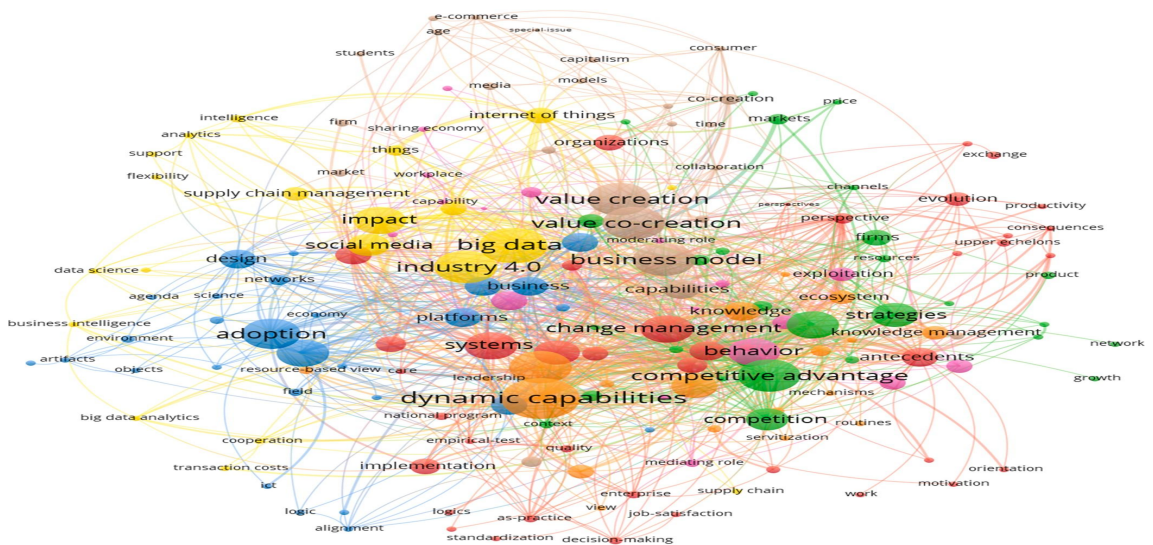 e-commerce
special-issue
age
students
consumer
capitalism
media
models
co-creation
price
intelligence
internet of things
markets
firm
sharing economy
time
analytics
organizations
things
support
exchange
market
workplace
collaboration
flexibility
supply chain management
capability
value creation
channels
evolution
productivity
perspectives
impact
value co-creation
perspective
consequences
social media
big data
moderating role
firms
upper echelons
design
business model
resources
data science
industry 4.0
exploitation
product
networks
business
capabilities
agenda
science
ecosystem
economy
platforms
knowledge
strategies
business intelligence
adoption
change management
knowledge management
environment
systems
behavior
network
artifacts
antecedents
objects
resource-based view
care
leadership
competitive advantage
growth
field
dynamic capabilities
mechanisms
big data analytics
national program
context
competition
routines
cooperation
empirical-test
quality
servitization
transaction costs
implementation
mediating role
orientation
ict
enterprise
supply chain
work
motivation
logic
logics
as-practice
view
job-satisfaction
alignment
standardization
decision-making